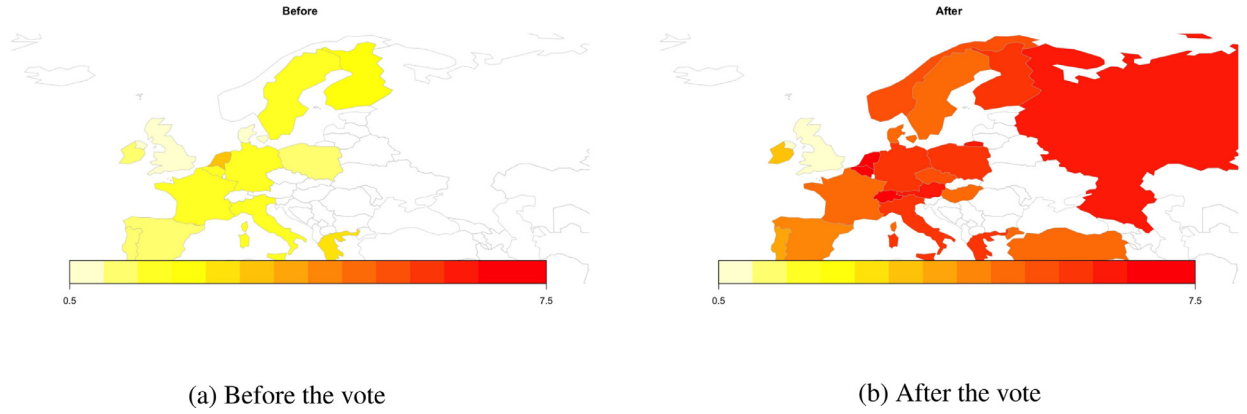 Before
After
0.5
7.5
0.5
7.5
(a) Before the vote
(b) After the vote